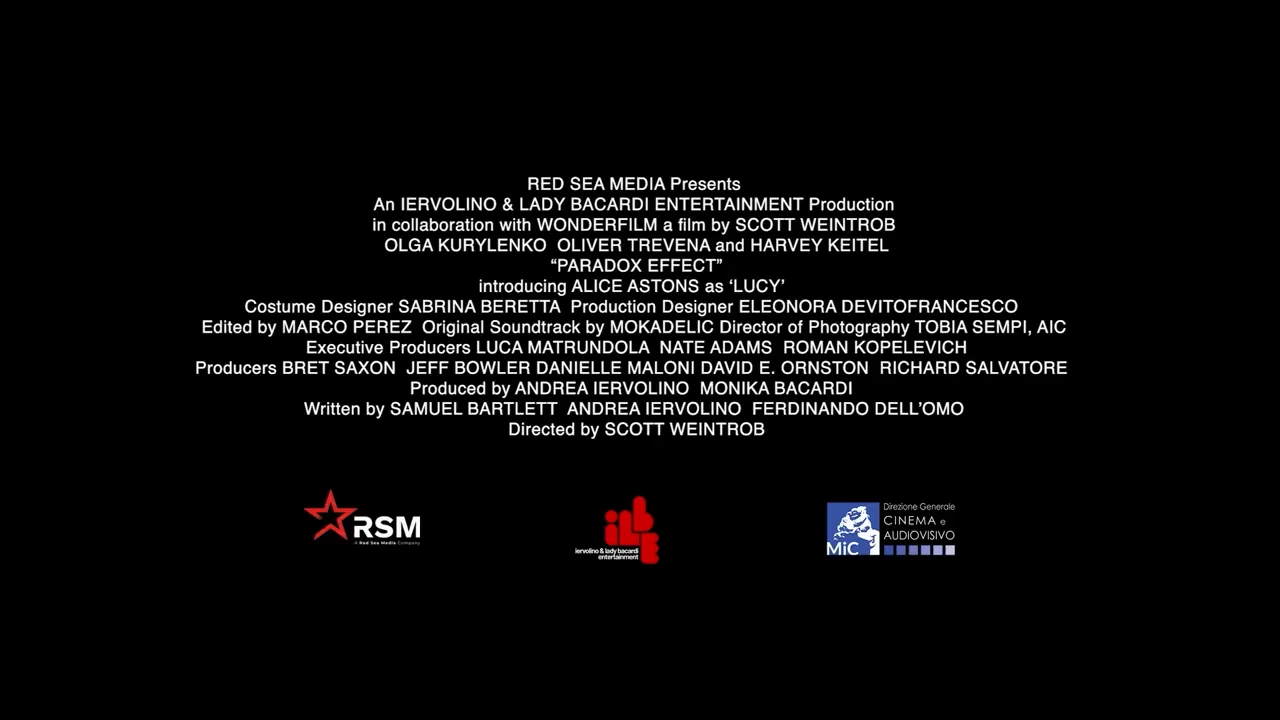 RED SEA MEDIA Presents
An IERVOLINO & LADY BACARDI ENTERTAINMENT Production
in collaboration with WONDERFILM a film by SCOTT WEINTROB
OLGA KURYLENKO  OLIVER TREVENA and HARVEY KEITEL
“PARADOX EFFECT”
introducing ALICE ASTONS as ‘LUCY’
Costume Designer SABRINA BERETTA  Production Designer ELEONORA DEVITOFRANCESCO
Edited by MARCO PEREZ  Original Soundtrack by MOKADELIC Director of Photography TOBIA SEMPI, AIC
Executive Producers LUCA MATRUNDOLA  NATE ADAMS  ROMAN KOPELEVICH
Producers BRET SAXON  JEFF BOWLER DANIELLE MALONI DAVID E. ORNSTON  RICHARD SALVATORE
Produced by ANDREA IERVOLINO  MONIKA BACARDI
Written by SAMUEL BARTLETT  ANDREA IERVOLINO  FERDINANDO DELL’OMO
Directed by SCOTT WEINTROB
RSM
A Red Sea Media Company
ilbE
iervolino & lady bacardi
entertainment
MiC
Direzione Generale
CINEMA e
AUDIOVISIVO